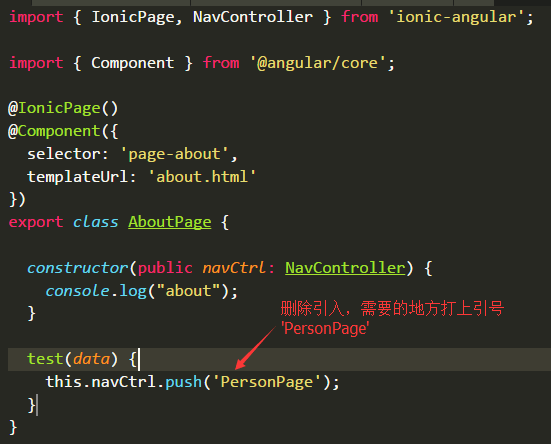 import { IonicPage, NavController } from 'ionic-angular';
import { Component } from '@angular/core';
@IonicPage()
@Component({
  selector: 'page-about',
  templateUrl: 'about.html'
})
export class AboutPage {
  constructor(public navCtrl: NavController) {
    console.log("about");
  }
删除引入，需要的地方打上引号
'PersonPage'
  test(data) {
    this.navCtrl.push('PersonPage');
  }
}